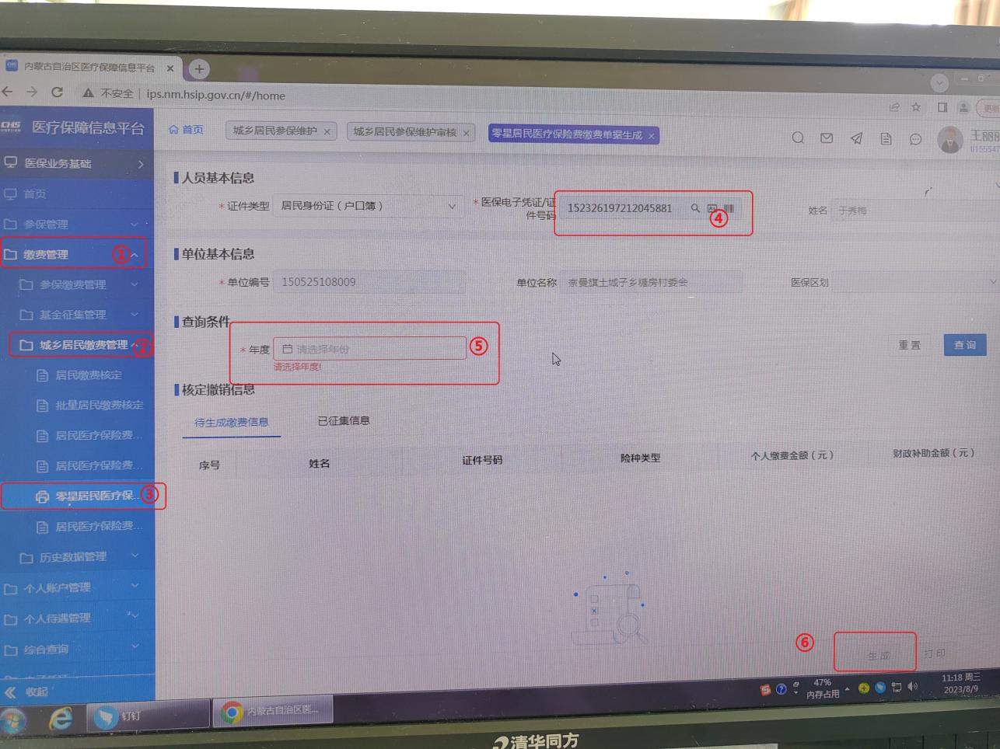 内蒙古自治区医疗保障信息平台
不安全 | ips.nm.hsip.gov.cn/#/home
CHS 医疗保障信息平台
首页
城乡居民参保维护 ×
城乡居民参保维护审核 ×
零星居民医疗保险费缴费单据生成 ×
医保业务基础
首页
参保管理
缴费管理 ①
参保缴费管理
基金征集管理
城乡居民缴费管理 ②
居民缴费核定
批量居民缴费核定
居民医疗保险费...
居民医疗保险费...
零星居民医疗保... ③
居民医疗保险费...
历史数据管理
个人账户管理
个人待遇管理
综合查询
收起
人员基本信息
* 证件类型 居民身份证（户口簿）
* 医保电子凭证/证
件号码
152326197212045881
④
姓名 于秀梅
单位基本信息
* 单位编号 150525108009
单位名称 奈曼旗土城子乡糖房村委会
医保区划
查询条件
* 年度 请选择年份 ⑤
请选择年度!
重置
查询
核定撤销信息
待生成缴费信息
已征集信息
序号 姓名 证件号码 险种类型 个人缴费金额（元） 财政补助金额（元）
⑥
生成
打印
钉钉
内蒙古自治区医...
47%
内存占用
11:18 周三
2023/8/9
清华同方